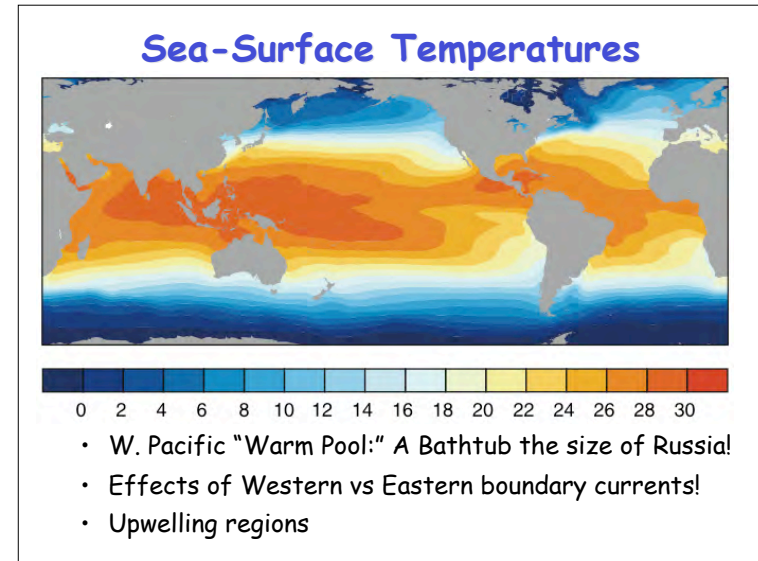 Sea-Surface Temperatures
0 2 4 6 8 10 12 14 16 18 20 22 24 26 28 30
• W. Pacific “Warm Pool:” A Bathtub the size of Russia!
• Effects of Western vs Eastern boundary currents!
• Upwelling regions